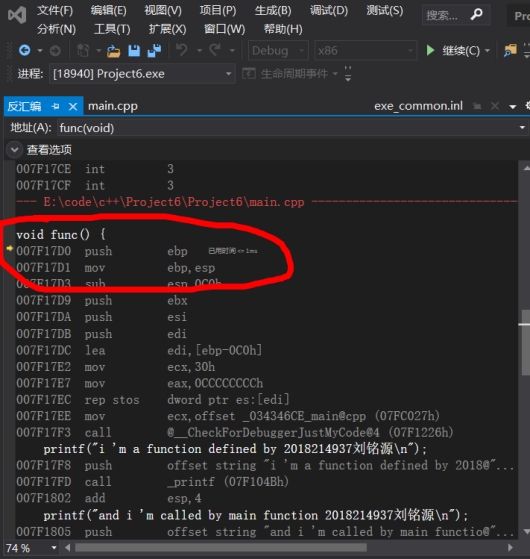 文件(F) 编辑(E) 视图(V) 项目(P) 生成(B) 调试(D) 测试(S) 搜索... Pro
分析(N) 工具(T) 扩展(X) 窗口(W) 帮助(H)
Debug x86 继续(C)
进程: [18940] Project6.exe 生命周期事件
反汇编 main.cpp exe_common.inl
地址(A): func(void)
查看选项
007F17CE int 3
007F17CF int 3
--- E:\code\c++\Project6\Project6\main.cpp
void func() {
007F17D0 push ebp 已用时间 <= 1ms
007F17D1 mov ebp,esp
007F17D3 sub esp,0C0h
007F17D9 push ebx
007F17DA push esi
007F17DB push edi
007F17DC lea edi,[ebp-0C0h]
007F17E2 mov ecx,30h
007F17E7 mov eax,0CCCCCCCCh
007F17EC rep stos dword ptr es:[edi]
007F17EE mov ecx,offset _034346CE_main@cpp (07FC027h)
007F17F3 call @__CheckForDebuggerJustMyCode@4 (07F1226h)
printf("i 'm a function defined by 2018214937刘铭源\n");
007F17F8 push offset string "i 'm a function defined by 2018@"...
007F17FD call _printf (07F104Bh)
007F1802 add esp,4
printf("and i 'm called by main function 2018214937刘铭源\n");
007F1805 push offset string "and i 'm called by main functio@"...
74 %